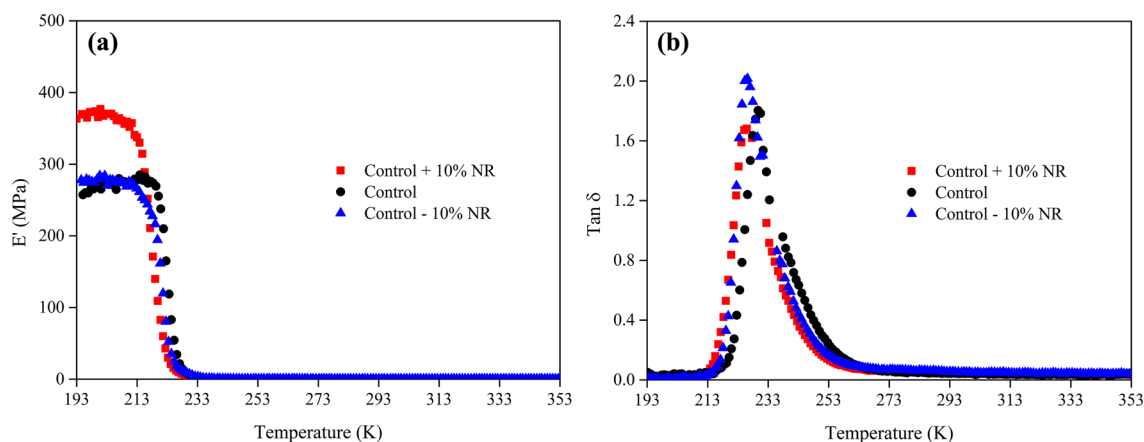 (a)
500
400
300
200
100
0
E' (MPa)
Control + 10% NR
Control
Control - 10% NR
193 213 233 253 273 293 313 333 353
Temperature (K)
(b)
2.4
2.0
1.6
1.2
0.8
0.4
0.0
Tan δ
Control + 10% NR
Control
Control - 10% NR
193 213 233 253 273 293 313 333 353
Temperature (K)